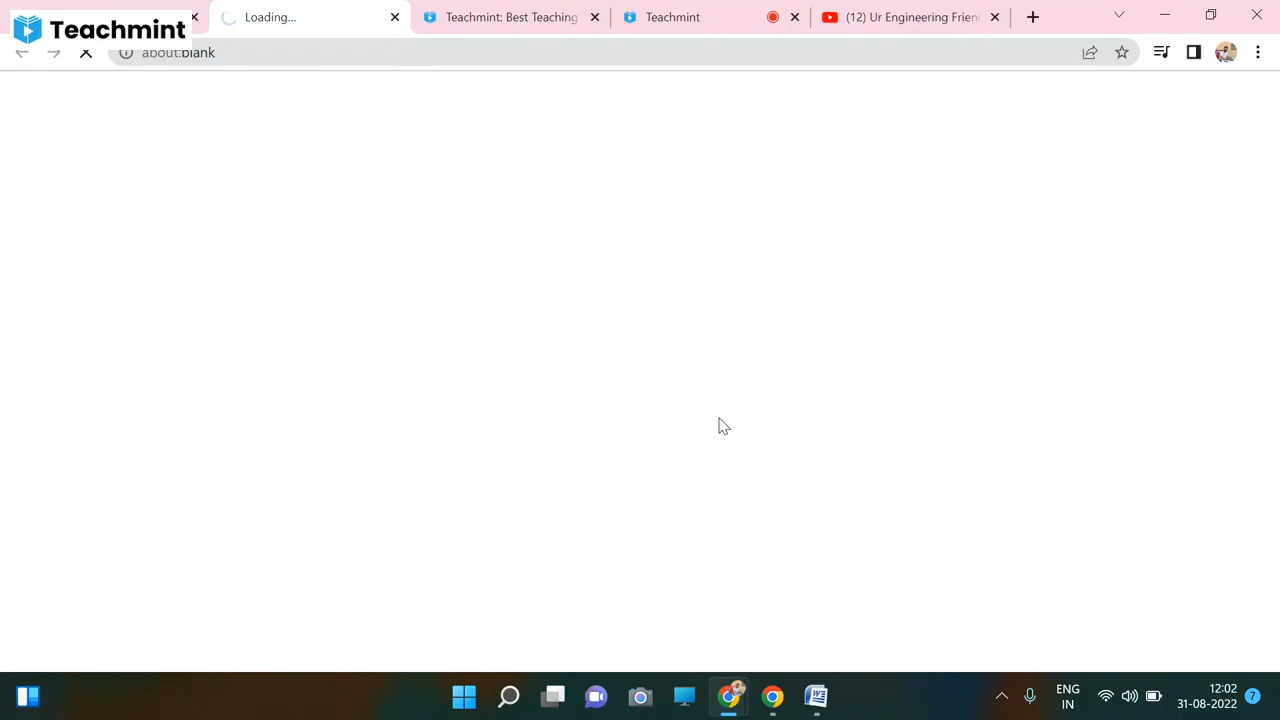 Teachmint
Loading...
Teachmint: Best Teaching
Teachmint
(12) Ur Engineering Frien
about:blank
ENG
IN
12:02
31-08-2022
7